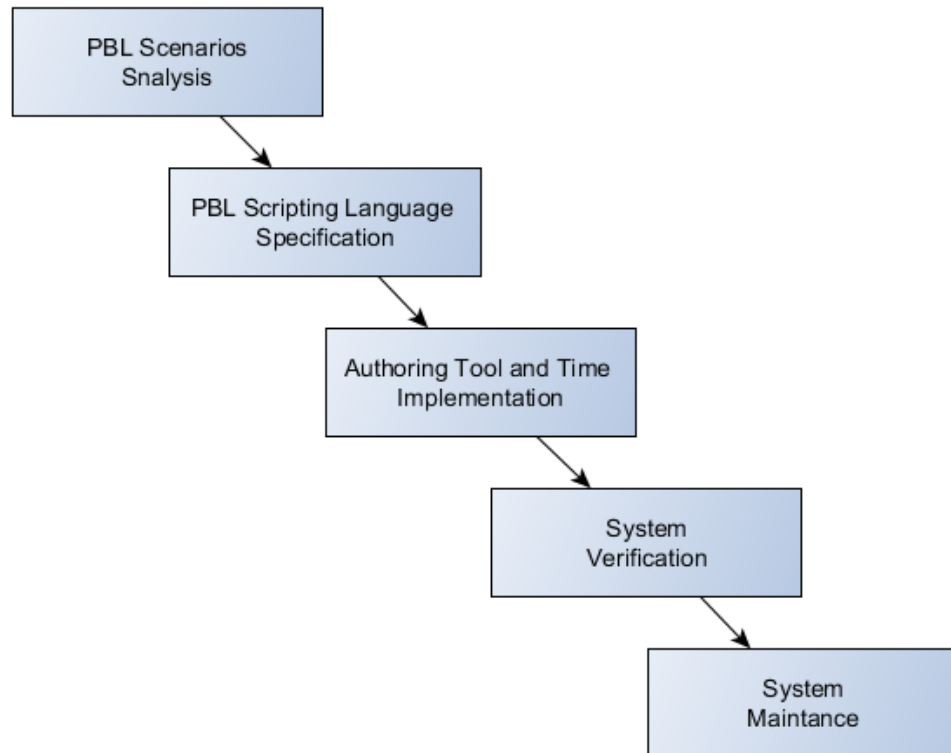 PBL Scenarios
Snalysis
PBL Scripting Language
Specification
Authoring Tool and Time
Implementation
System
Verification
System
Maintance